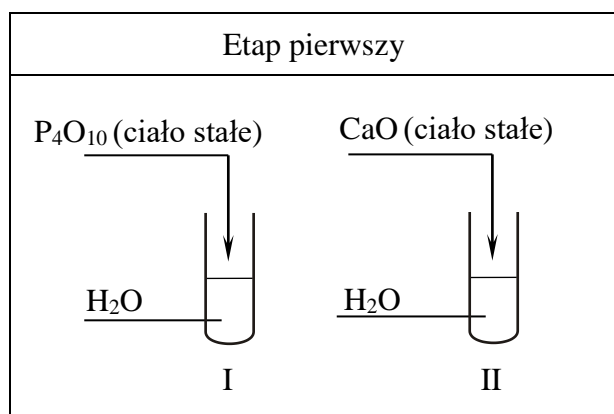 Etap pierwszy
P₄O₁₀ (ciało stałe) CaO (ciało stałe)
H₂O H₂O
I II